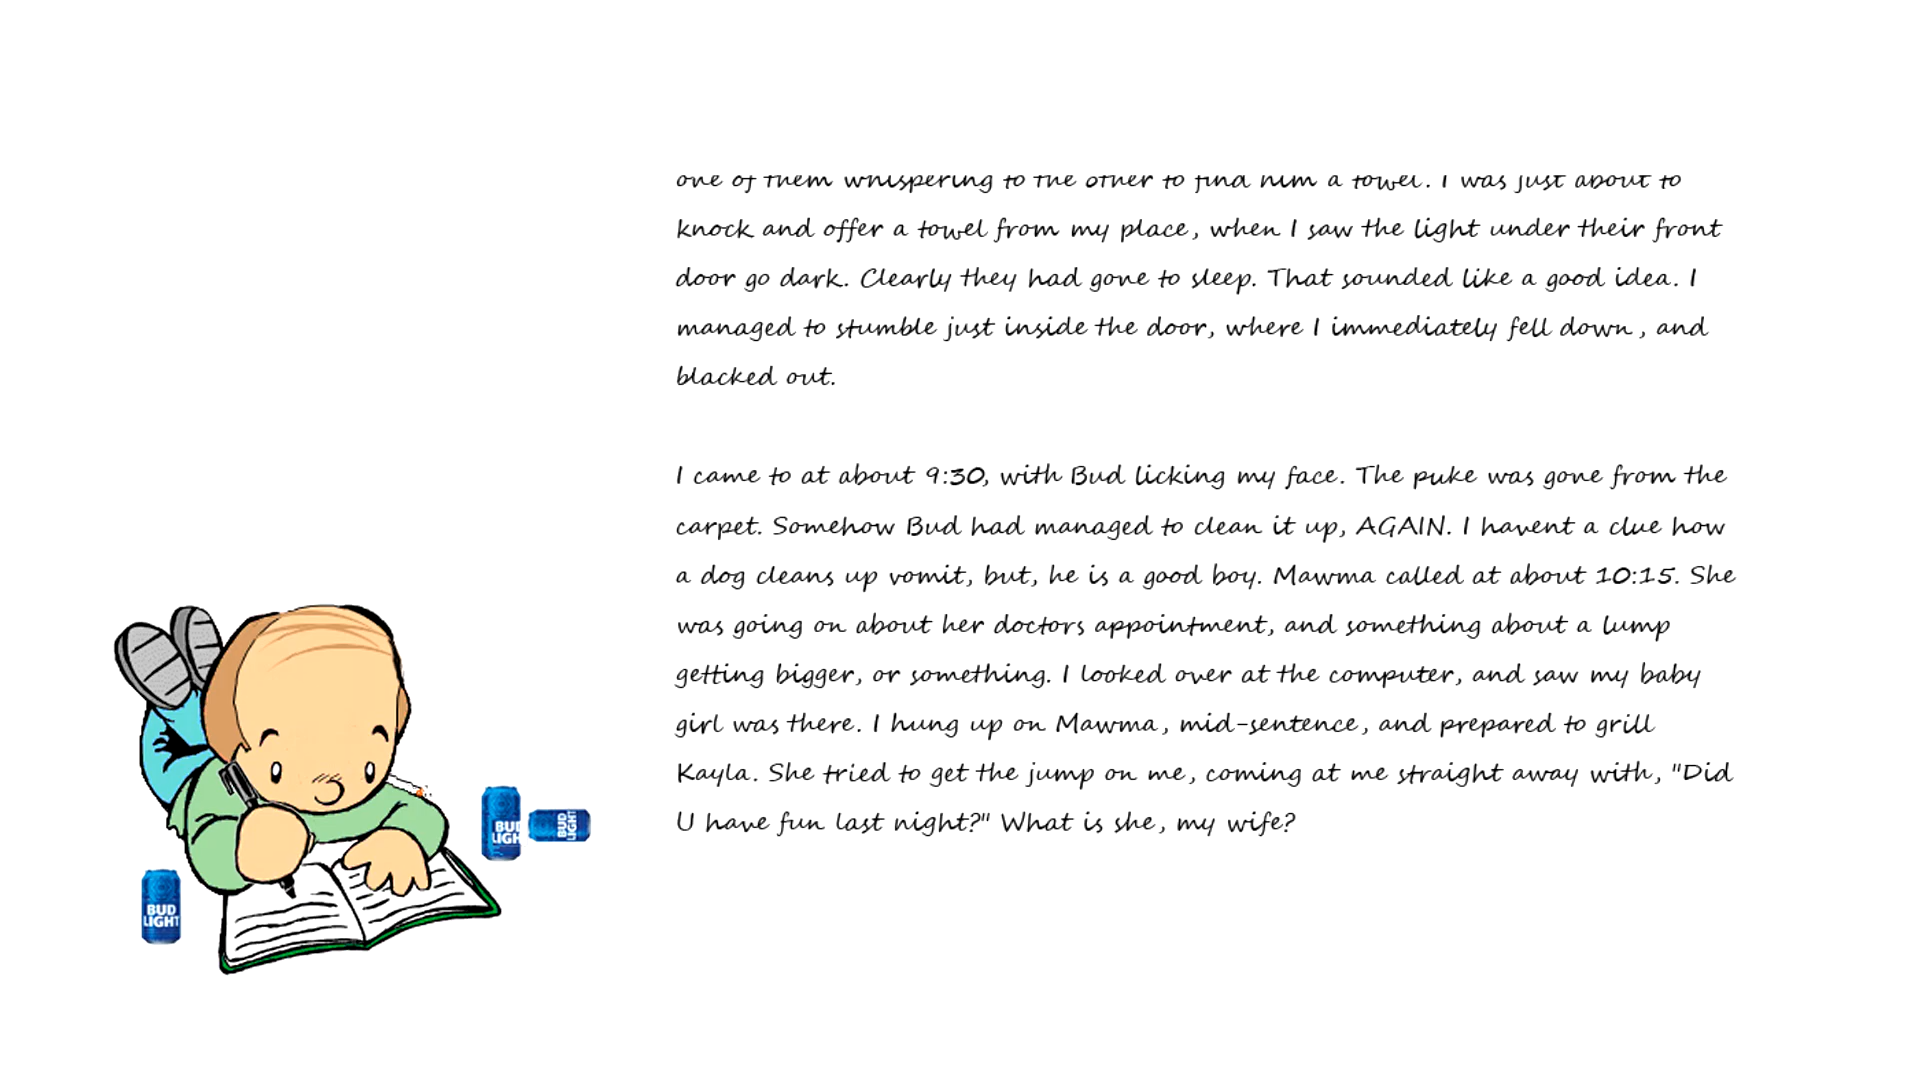 one of them whispering to the other to find him a towel. I was just about to
knock and offer a towel from my place, when I saw the light under their front
door go dark. Clearly they had gone to sleep. That sounded like a good idea. I
managed to stumble just inside the door, where I immediately fell down, and
blacked out.
I came to at about 9:30, with Bud licking my face. The puke was gone from the
carpet. Somehow Bud had managed to clean it up, AGAIN. I havent a clue how
a dog cleans up vomit, but, he is a good boy. Mawma called at about 10:15. She
was going on about her doctors appointment, and something about a lump
getting bigger, or something. I looked over at the computer, and saw my baby
girl was there. I hung up on Mawma, mid-sentence, and prepared to grill
Kayla. She tried to get the jump on me, coming at me straight away with, "Did
U have fun last night?" What is she, my wife?
BUD
LIGHT
BUD
LIGHT
BUD
LIGHT